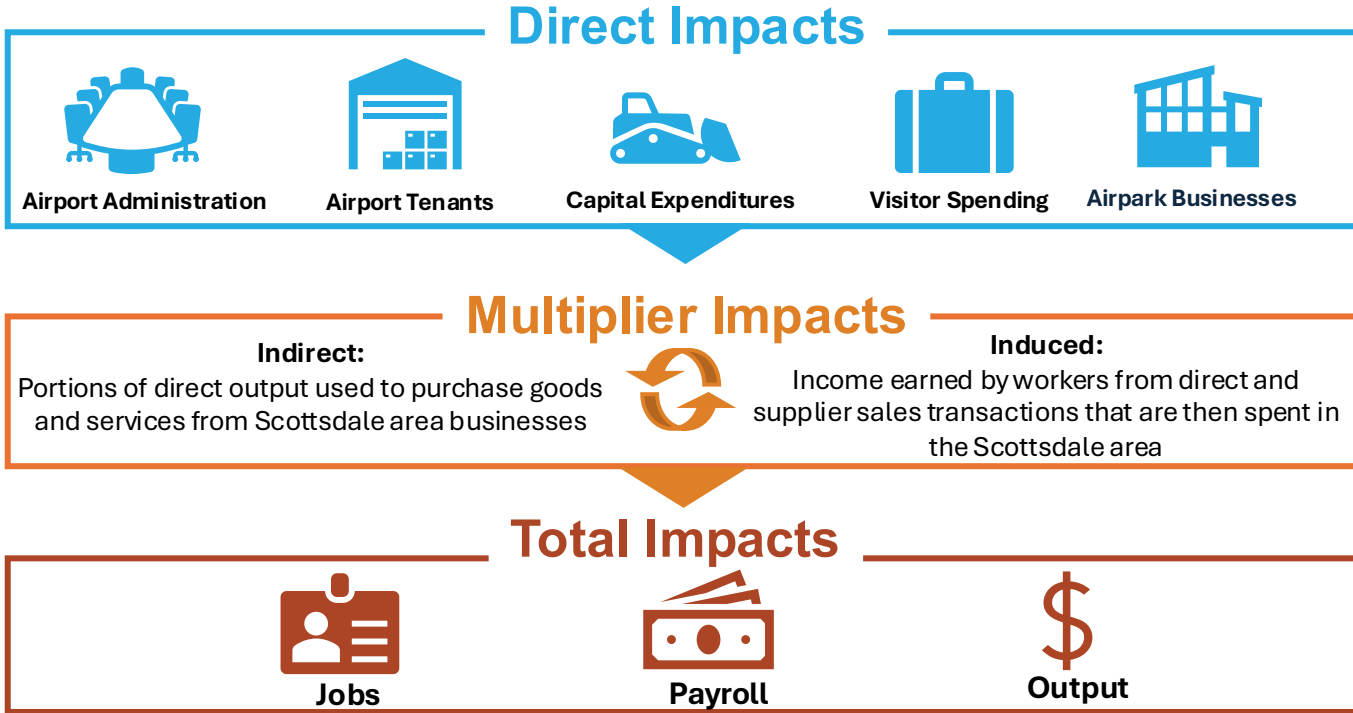 Direct Impacts
Airport Administration
Airport Tenants
Capital Expenditures
Visitor Spending
Airpark Businesses
Multiplier Impacts
Indirect:
Portions of direct output used to purchase goods
and services from Scottsdale area businesses
Induced:
Income earned by workers from direct and
supplier sales transactions that are then spent in
the Scottsdale area
Total Impacts
Jobs
Payroll
$
Output